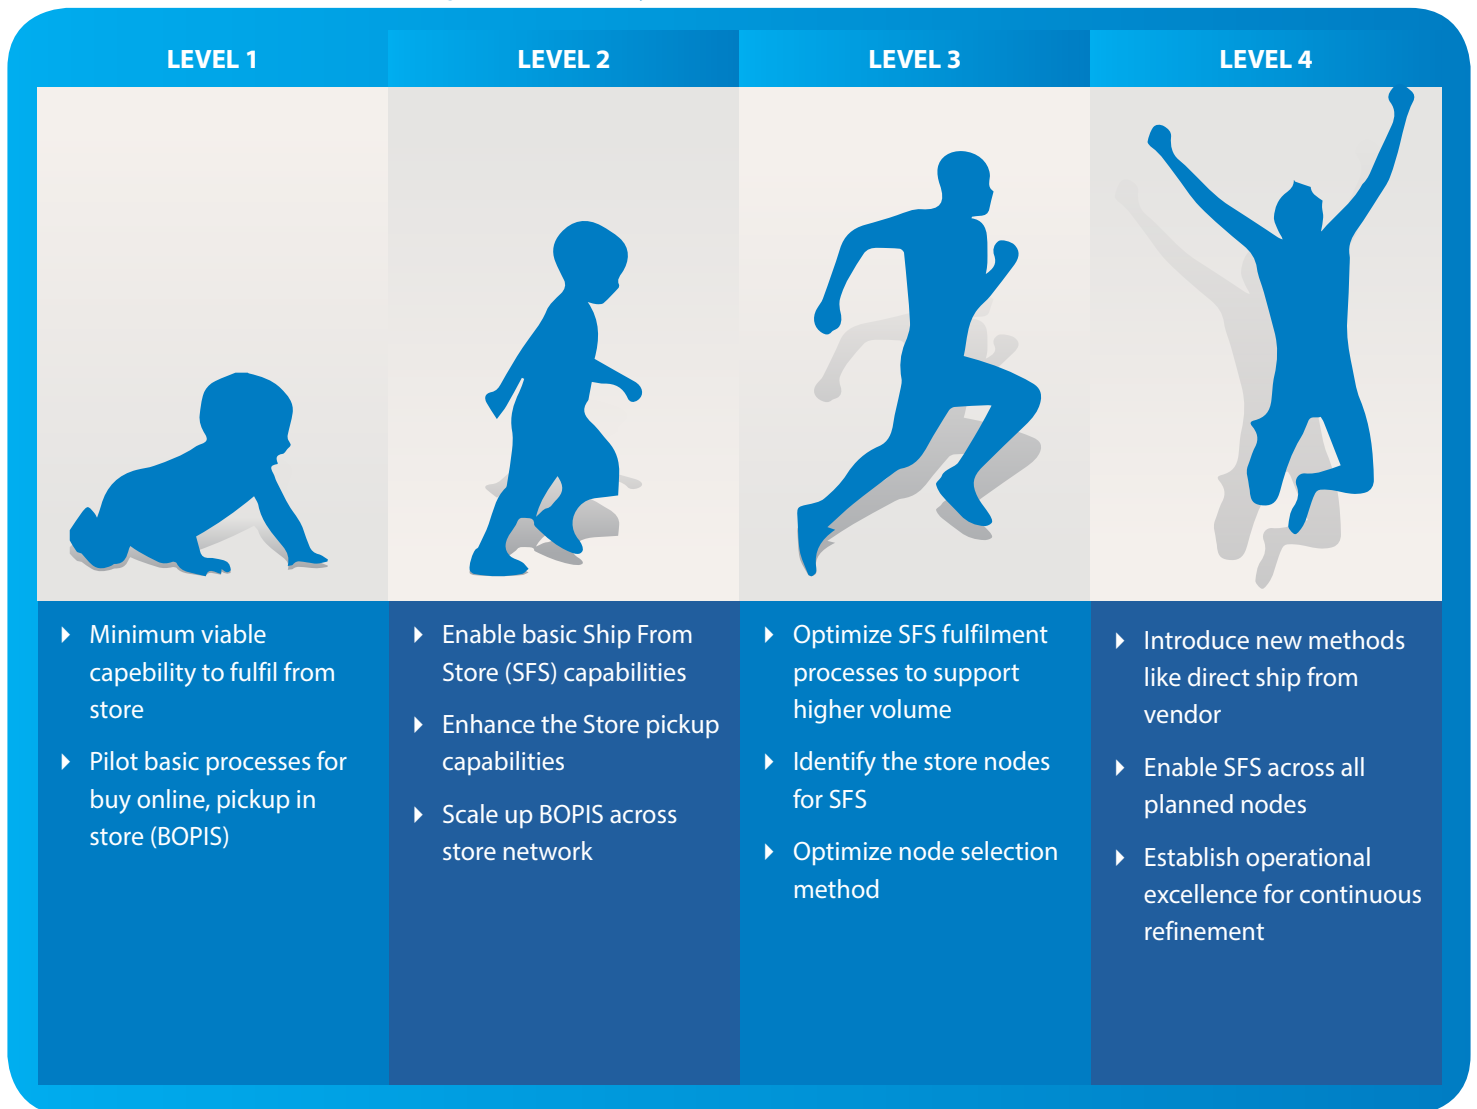 LEVEL 1
Minimum viable
capebility to fulfil from
store
Pilot basic processes for
buy online, pickup in
store (BOPIS)
LEVEL 2
Enable basic Ship From
Store (SFS) capabilities
Enhance the Store pickup
capabilities
Scale up BOPIS across
store network
LEVEL 3
Optimize SFS fulfilment
processes to support
higher volume
Identify the store nodes
for SFS
Optimize node selection
method
LEVEL 4
Introduce new methods
like direct ship from
vendor
Enable SFS across all
planned nodes
Establish operational
excellence for continuous
refinement